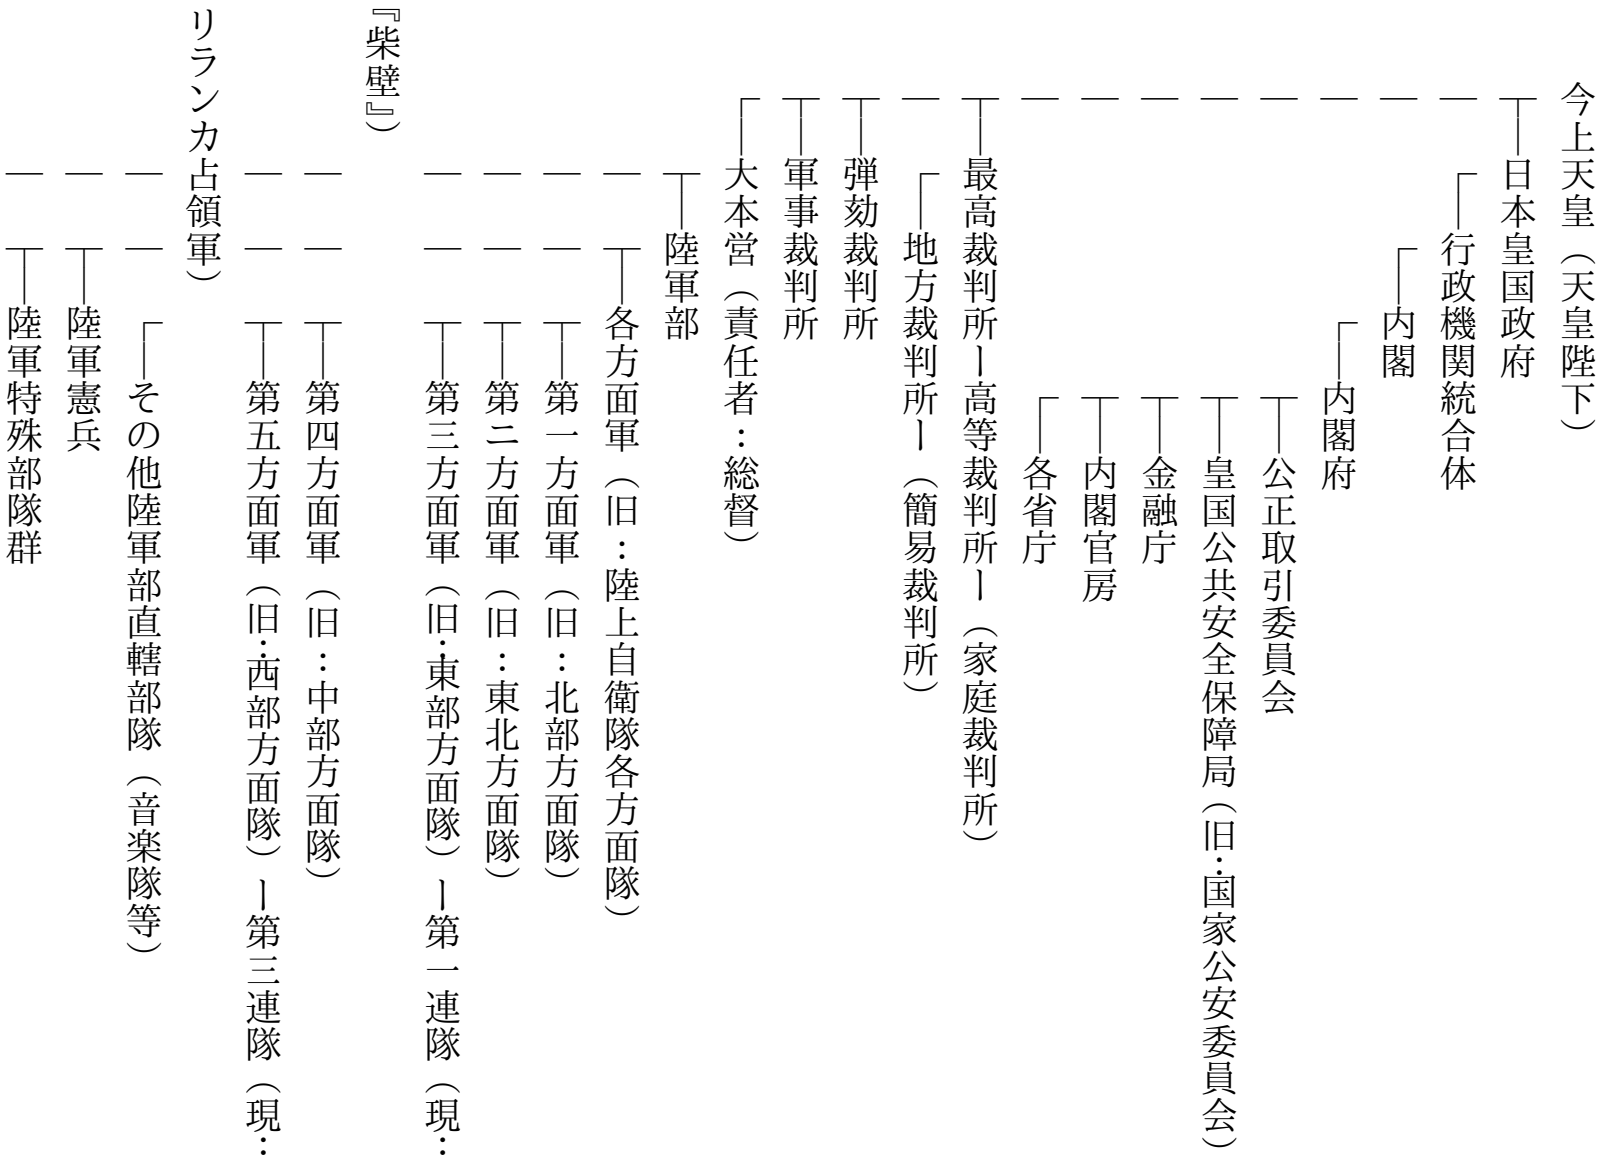 今上天皇（天皇陛下）
├─日本皇国政府
│　└─行政機関統合体
│　　　└─内閣
│　　　　　└─内閣府
│　　　　　　　├─公正取引委員会
│　　　　　　　├─皇国公共安全保障局（旧：国家公安委員会）
│　　　　　　　├─金融庁
│　　　　　　　├─内閣官房
│　　　　　　　└─各省庁
├─最高裁判所ー高等裁判所ー（家庭裁判所）
│　└─地方裁判所ー（簡易裁判所）
├─弾劾裁判所
├─軍事裁判所
└─大本営（責任者：総督）
　　├─陸軍部
　　│　├─各方面軍（旧：陸上自衛隊各方面隊）
　　│　│　├─第一方面軍（旧：北部方面隊）
　　│　│　├─第ニ方面軍（旧：東北方面隊）
　　│　│　├─第三方面軍（旧：東部方面隊）ー第一連隊（現：
『柴壁』）
　　│　│　├─第四方面軍（旧：中部方面隊）
　　│　│　├─第五方面軍（旧：西部方面隊）ー第三連隊（現：
リランカ占領軍）
　　│　│　└─その他陸軍部直轄部隊（音楽隊等）
　　│　├─陸軍憲兵
　　│　├─陸軍特殊部隊群